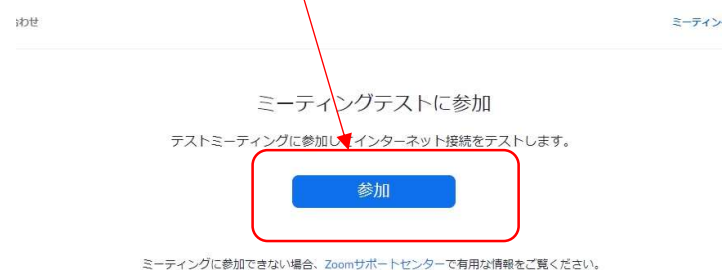 わせ
ミーティン
ミーティングテストに参加
テストミーティングに参加してインターネット接続をテストします。
参加
ミーティングに参加できない場合、Zoomサポートセンターで有用な情報をご覧ください。